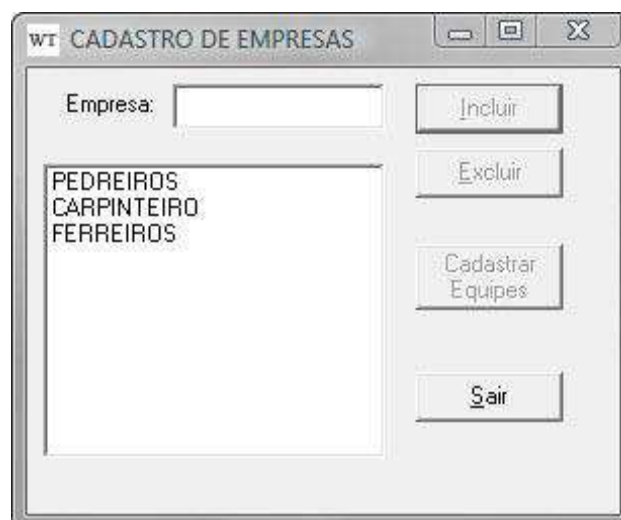 WT CADASTRO DE EMPRESAS
Empresa:
Incluir
PEDREIROS
CARPINTEIRO
FERREIROS
Excluir
Cadastrar
Equipes
Sair